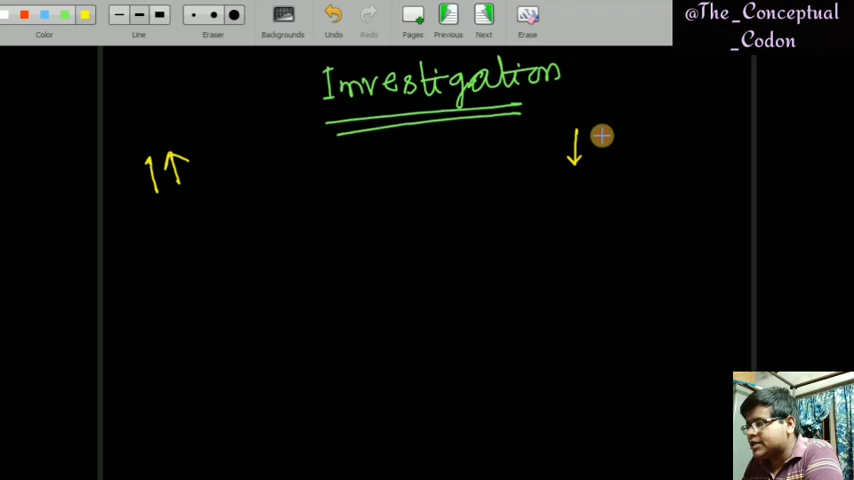 Color
Line
Eraser
Backgrounds
Undo
Redo
Pages
Previous
Next
Erase
@The_Conceptual
_Codon
Investigation
↑↑
↓